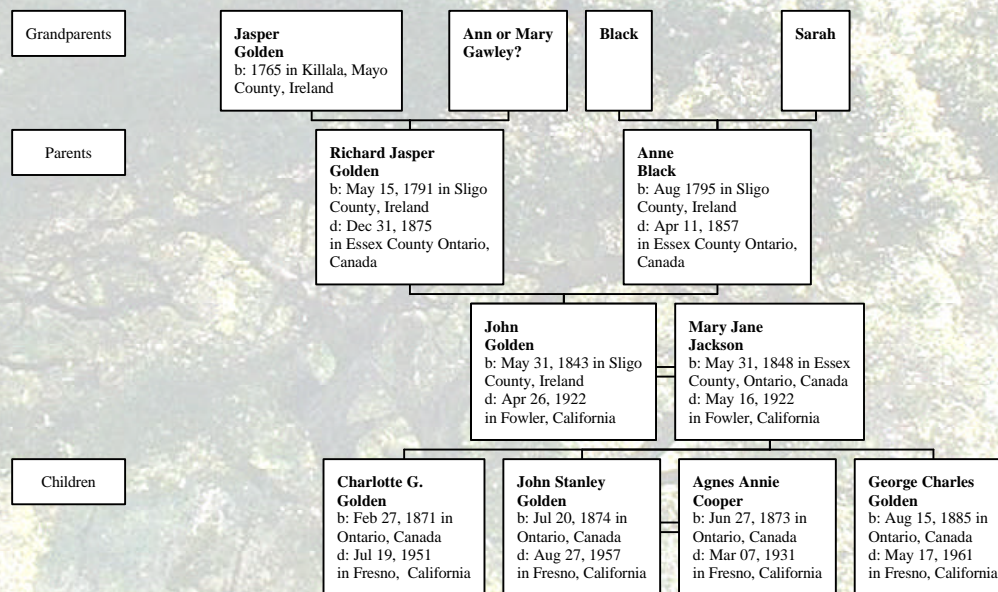 Grandparents
Jasper
Golden
b: 1765 in Killala, Mayo
County, Ireland
Ann or Mary
Gawley?
Black
Sarah
Parents
Richard Jasper
Golden
b: May 15, 1791 in Sligo
County, Ireland
d: Dec 31, 1875
in Essex County Ontario,
Canada
Anne
Black
b: Aug 1795 in Sligo
County, Ireland
d: Apr 11, 1857
in Essex County Ontario,
Canada
John
Golden
b: May 31, 1843 in Sligo
County, Ireland
d: Apr 26, 1922
in Fowler, California
Mary Jane
Jackson
b: May 31, 1848 in Essex
County, Ontario, Canada
d: May 16, 1922
in Fowler, California
Children
Charlotte G.
Golden
b: Feb 27, 1871 in
Ontario, Canada
d: Jul 19, 1951
in Fresno, California
John Stanley
Golden
b: Jul 20, 1874 in
Ontario, Canada
d: Aug 27, 1957
in Fresno, California
Agnes Annie
Cooper
b: Jun 27, 1873 in
Ontario, Canada
d: Mar 07, 1931
in Fresno, California
George Charles
Golden
b: Aug 15, 1885 in
Ontario, Canada
d: May 17, 1961
in Fresno, California